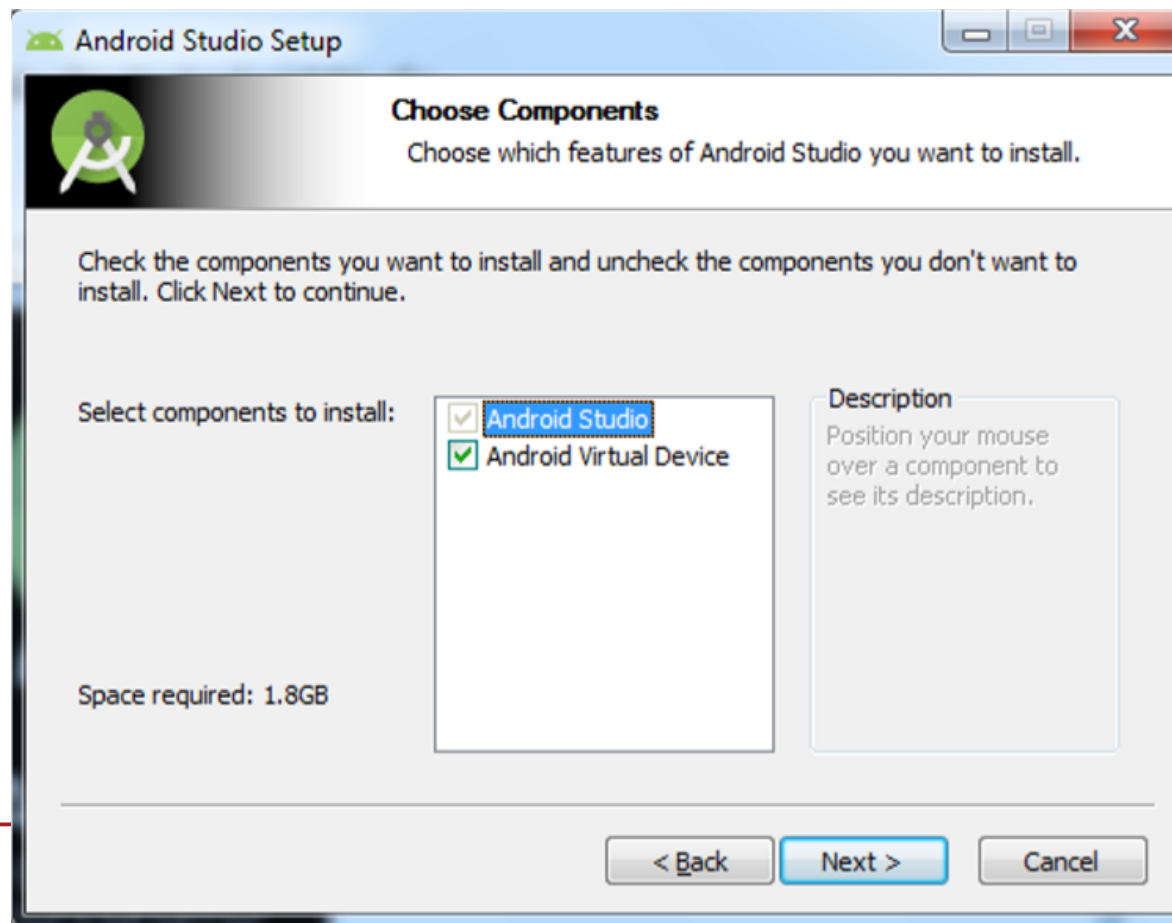 Android Studio Setup
Choose Components
Choose which features of Android Studio you want to install.
Check the components you want to install and uncheck the components you don't want to
install. Click Next to continue.
Select components to install:
Android Studio
Android Virtual Device
Description
Position your mouse
over a component to
see its description.
Space required: 1.8GB
< Back
Next >
Cancel